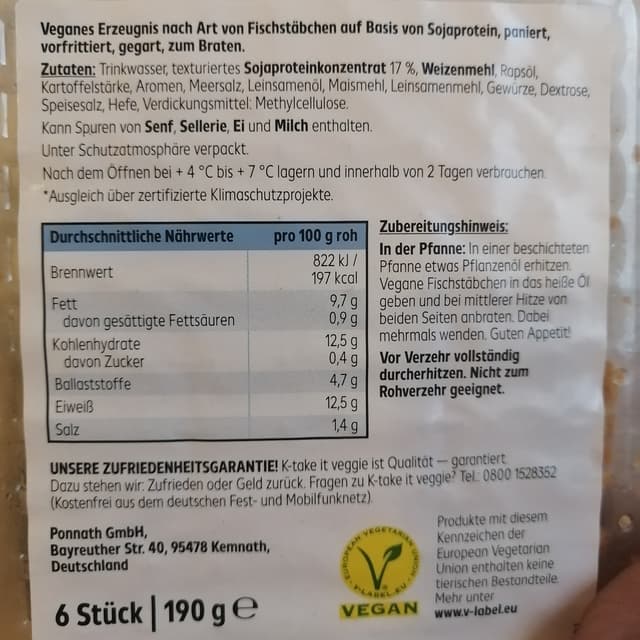 Veganes Erzeugnis nach Art von Fischstäbchen auf Basis von Sojaprotein, paniert,
vorfrittiert, gegart, zum Braten.
Zutaten: Trinkwasser, texturiertes Sojaproteinkonzentrat 17 %, Weizenmehl, Rapsöl,
Kartoffelstärke, Aromen, Meersalz, Leinsamenöl, Maismehl, Leinsamenmehl, Gewürze, Dextrose,
Speisesalz, Hefe, Verdickungsmittel: Methylcellulose.
Kann Spuren von Senf, Sellerie, Ei und Milch enthalten.
Unter Schutzatmosphäre verpackt.
Nach dem Öffnen bei + 4 °C bis + 7 °C lagern und innerhalb von 2 Tagen verbrauchen.
*Ausgleich über zertifizierte Klimaschutzprojekte.
Durchschnittliche Nährwerte pro 100 g roh
Brennwert 822 kJ /
197 kcal
Fett 9,7 g
davon gesättigte Fettsäuren 0,9 g
Kohlenhydrate 12,5 g
davon Zucker 0,4 g
Ballaststoffe 4,7 g
Eiweiß 12,5 g
Salz 1,4 g
Zubereitungshinweis:
In der Pfanne: In einer beschichteten
Pfanne etwas Pflanzenöl erhitzen.
Vegane Fischstäbchen in das heiße Öl
geben und bei mittlerer Hitze von
beiden Seiten anbraten. Dabei
mehrmals wenden. Guten Appetit!
Vor Verzehr vollständig
durcherhitzen. Nicht zum
Rohverzehr geeignet.
UNSERE ZUFRIEDENHEITSGARANTIE! K-take it veggie ist Qualität – garantiert.
Dazu stehen wir: Zufrieden oder Geld zurück. Fragen zu K-take it veggie? Tel.: 0800 1528352
(Kostenfrei aus dem deutschen Fest- und Mobilfunknetz).
Ponnath GmbH,
Bayreuther Str. 40, 95478 Kemnath,
Deutschland
6 Stück | 190 g e
EUROPEAN VEGETARIAN UNION
V-LABEL.EU
VEGAN
Produkte mit diesem
Kennzeichen der
European Vegetarian
Union enthalten keine
tierischen Bestandteile.
Mehr unter
www.v-label.eu